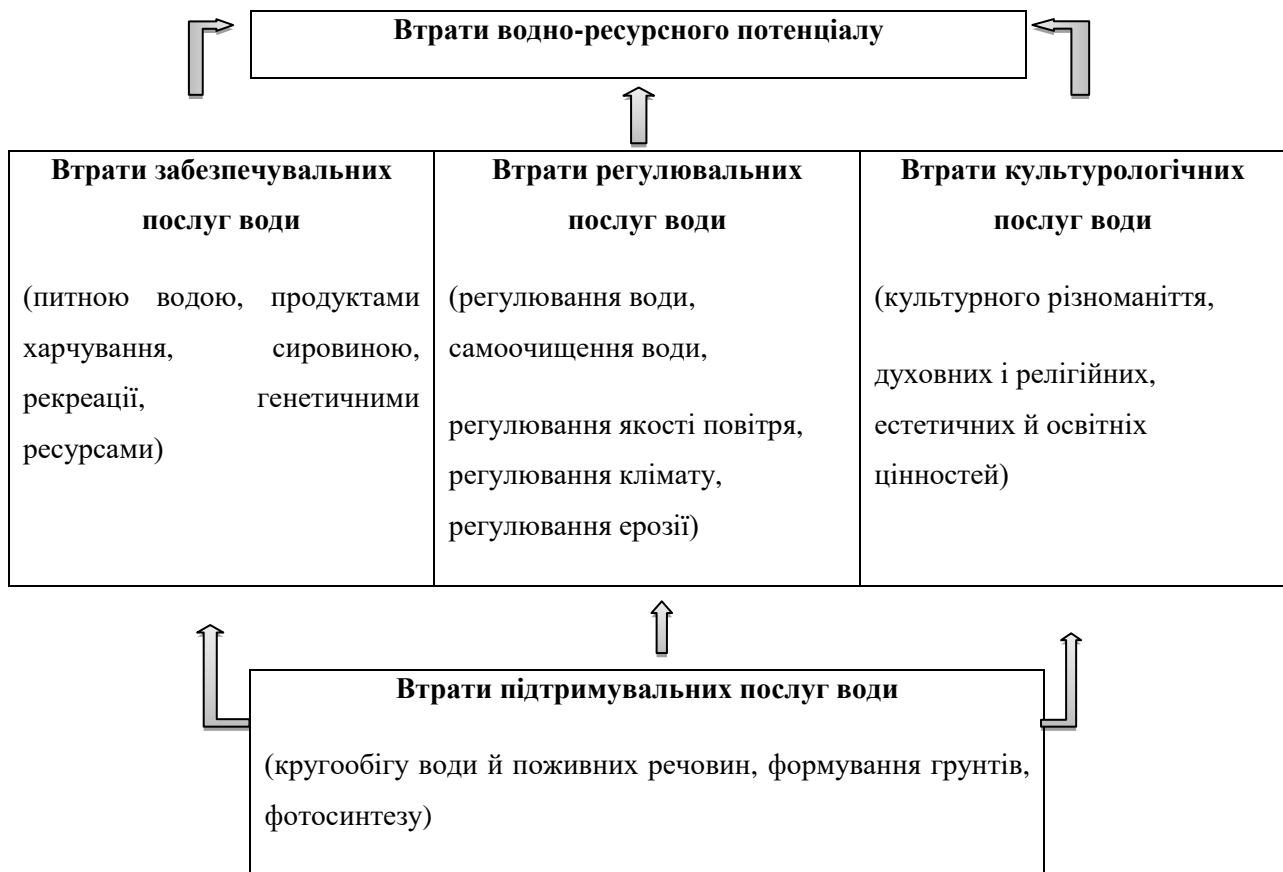 Втрати водно-ресурсного потенціалу
Втрати забезпечувальних
послуг води
(питною водою, продуктами
харчування, сировиною,
рекреації, генетичними
ресурсами)
Втрати регулювальних
послуг води
(регулювання води,
самоочищення води,
регулювання якості повітря,
регулювання клімату,
регулювання ерозії)
Втрати культурологічних
послуг води
(культурного різноманіття,
духовних і релігійних,
естетичних й освітніх
цінностей)
Втрати підтримувальних послуг води
(кругообігу води й поживних речовин, формування грунтів,
фотосинтезу)